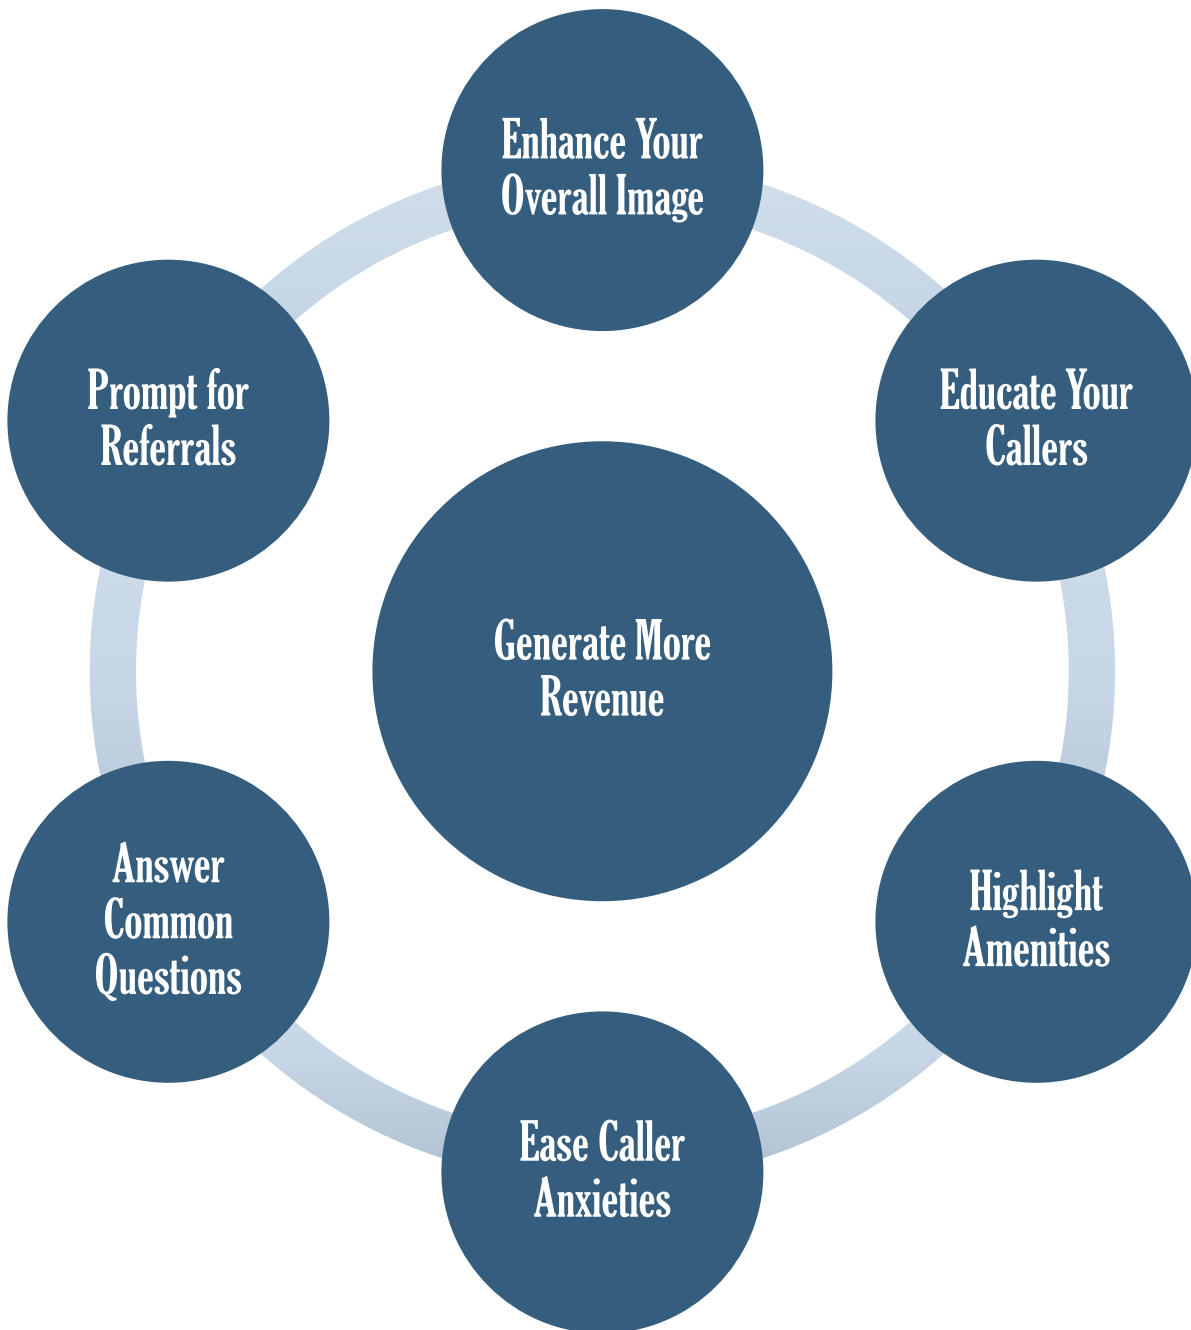 Enhance Your
Overall Image
Educate Your
Callers
Highlight
Amenities
Ease Caller
Anxieties
Answer
Common
Questions
Prompt for
Referrals
Generate More
Revenue